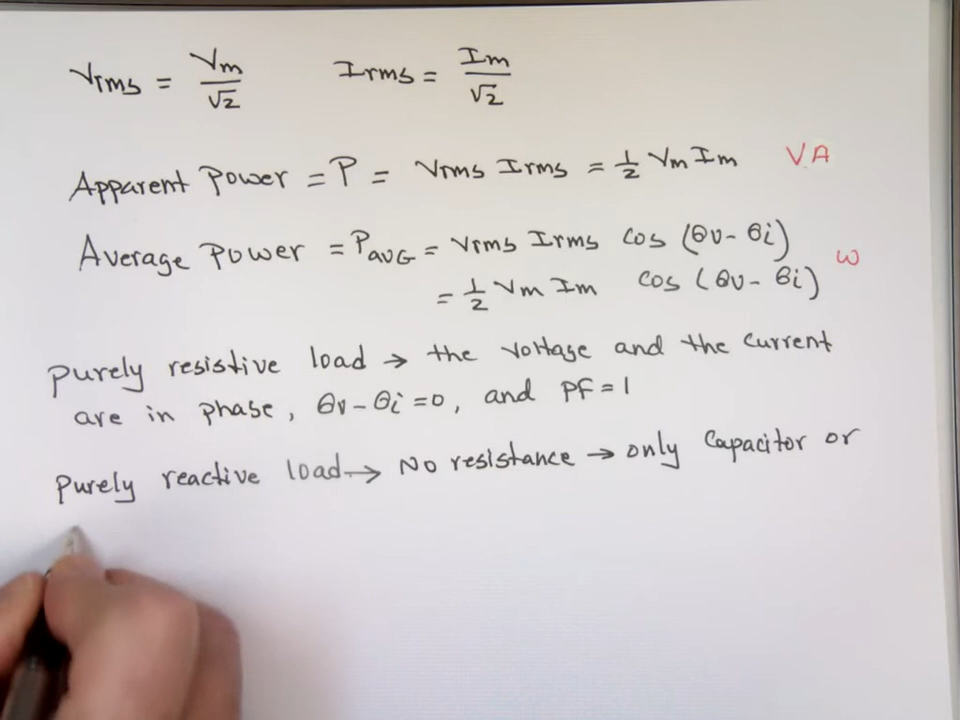 Vrms = Vm/√2 Irms = Im/√2
Apparent Power = P = Vrms Irms = 1/2 Vm Im VA
Average Power = PAVG = Vrms Irms cos (θv - θi)
= 1/2 Vm Im cos (θv - θi) W
purely resistive load → the voltage and the current
are in phase, θv - θi = 0, and PF = 1
purely reactive load → No resistance → only capacitor or